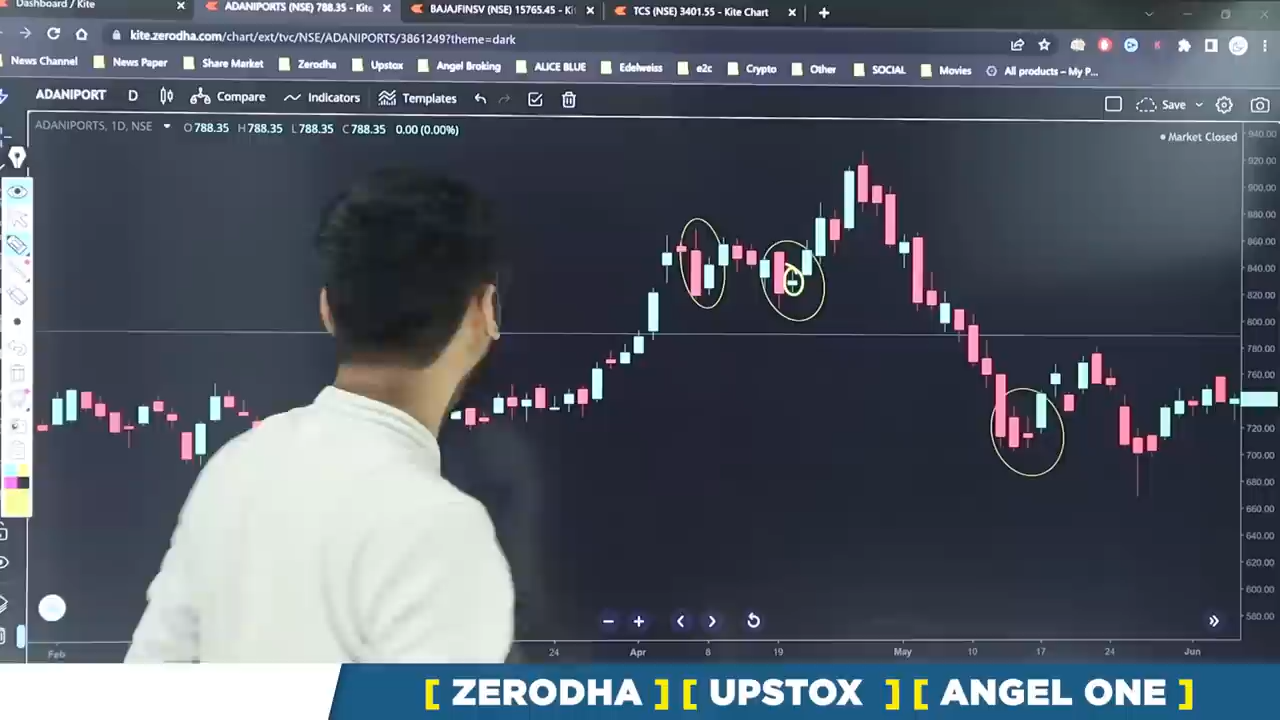 Dashboard / Kite
ADANIPORTS (NSE) 788.35 - Kite
BAJAJFINSV (NSE) 15765.45 - Ki
TCS (NSE) 3401.55 - Kite Chart
kite.zerodha.com/chart/ext/tvc/NSE/ADANIPORTS/3861249?theme=dark
News Channel News Paper Share Market Zerodha Upstox Angel Broking ALICE BLUE Edelweiss e2c Crypto Other SOCIAL Movies All products – My P...
ADANIPORT D Compare Indicators Templates Save
ADANIPORTS, 1D, NSE O 788.35 H 788.35 L 788.35 C 788.35 0.00 (0.00%)
Market Closed
940.00
920.00
900.00
880.00
860.00
840.00
820.00
800.00
780.00
760.00
720.00
700.00
680.00
660.00
640.00
620.00
600.00
580.00
Feb 24 Apr 8 19 May 10 17 24 Jun
[ ZERODHA ] [ UPSTOX ] [ ANGEL ONE ]